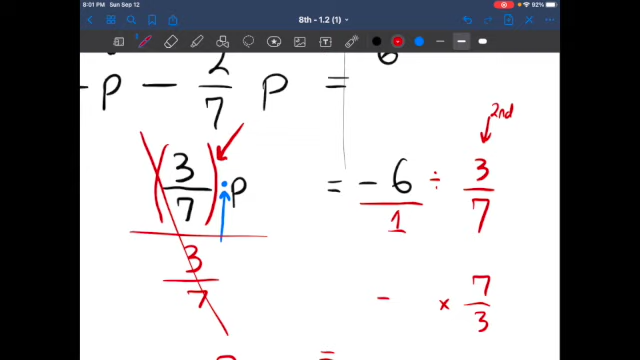 8:01 PM Sun Sep 12
92%
8th - 1.2 (1)
p − 2/7 p =
2nd
(3/7) · p = −6/1 ÷ 3/7
3/7
− × 7/3